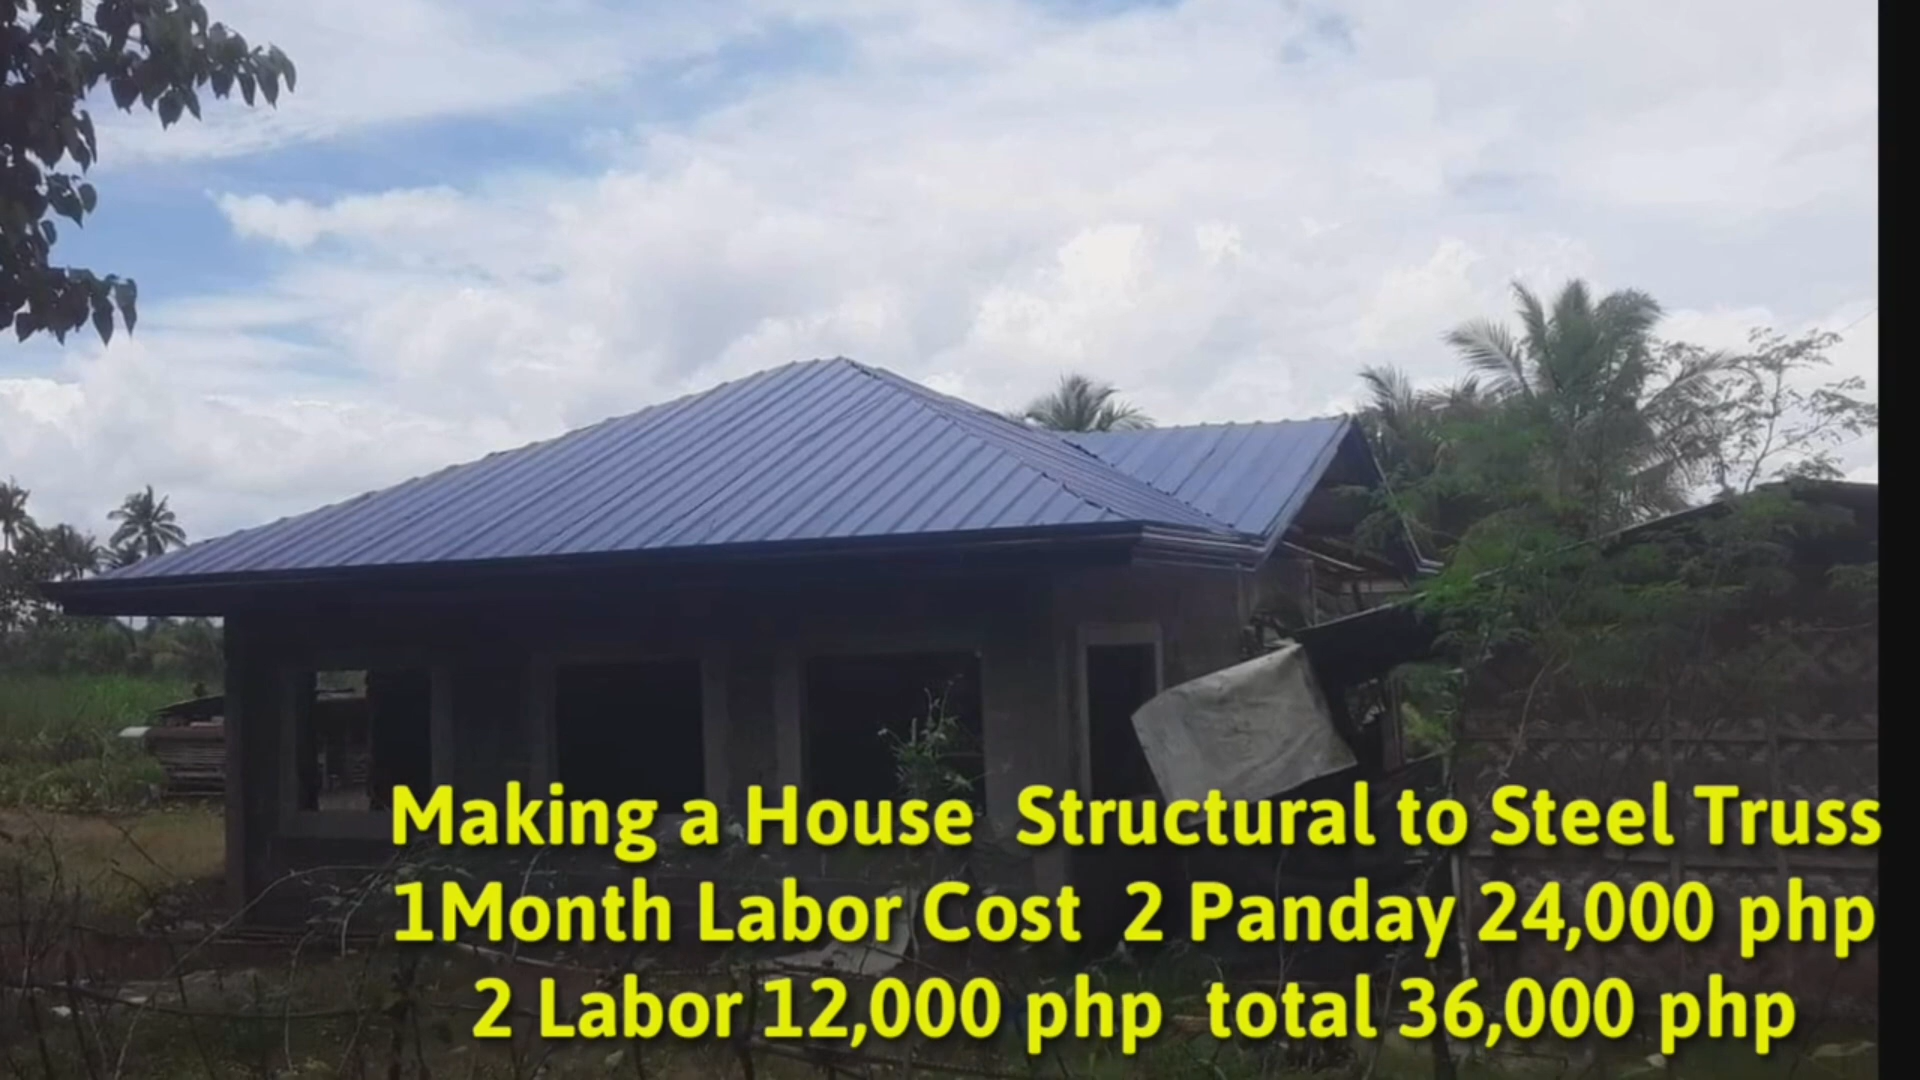 Making a House Structural to Steel Truss
1Month Labor Cost 2 Panday 24,000 php
2 Labor 12,000 php total 36,000 php